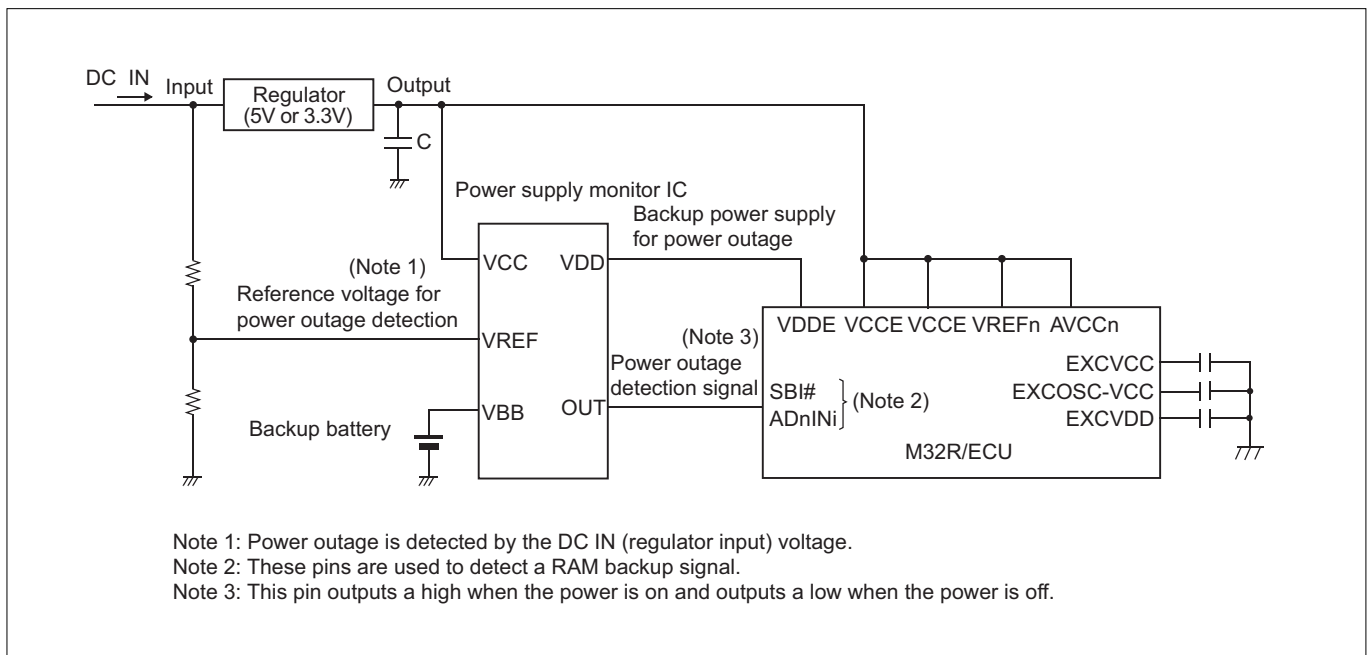 DC IN
Input
Regulator
(5V or 3.3V)
Output
C
Power supply monitor IC
Backup power supply
for power outage
VCC
VDD
(Note 1)
Reference voltage for
power outage detection
VREF
VDDE VCCE VCCE VREFn AVCCn
(Note 3)
Power outage
detection signal
EXCVCC
SBI#
EXCOSC-VCC
ADnINi
(Note 2)
EXCVDD
Backup battery
VBB
OUT
M32R/ECU
Note 1: Power outage is detected by the DC IN (regulator input) voltage.
Note 2: These pins are used to detect a RAM backup signal.
Note 3: This pin outputs a high when the power is on and outputs a low when the power is off.